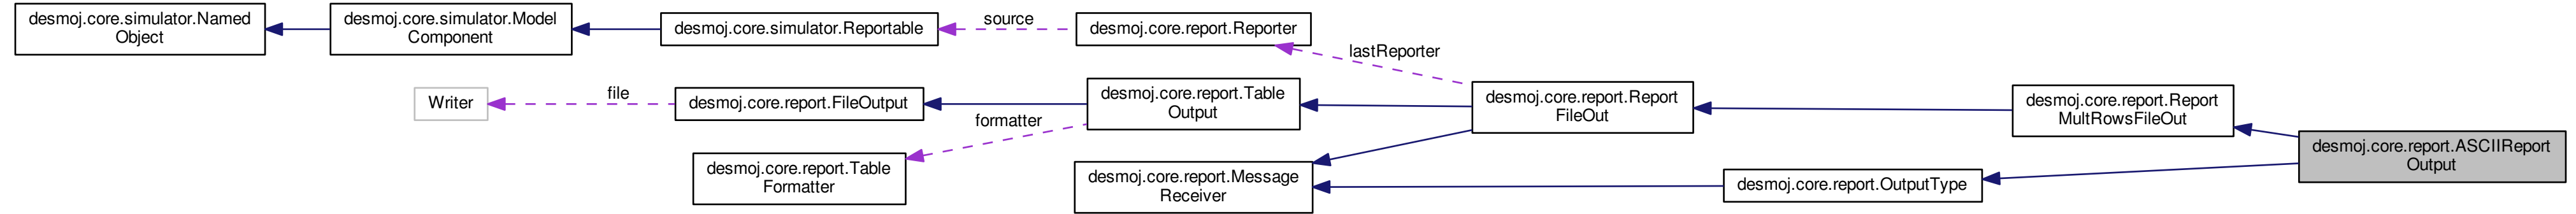 desmoj.core.simulator.Named
Object
desmoj.core.simulator.Model
Component
desmoj.core.simulator.Reportable
source
desmoj.core.report.Reporter
lastReporter
Writer
file
desmoj.core.report.FileOutput
desmoj.core.report.Table
Output
formatter
desmoj.core.report.Table
Formatter
desmoj.core.report.Message
Receiver
desmoj.core.report.Report
FileOut
desmoj.core.report.OutputType
desmoj.core.report.Report
MultRowsFileOut
desmoj.core.report.ASCIIReport
Output